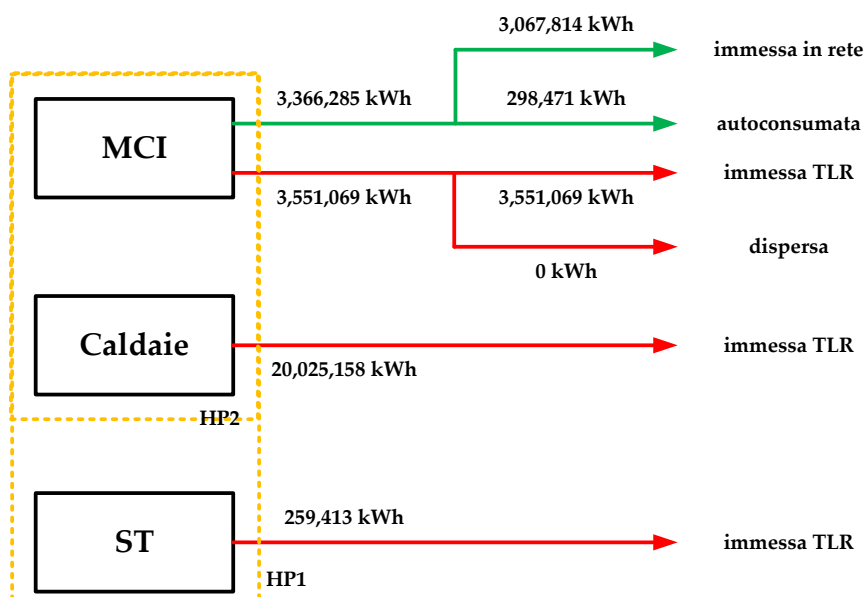 3,067,814 kWh
immessa in rete
MCI
3,366,285 kWh
298,471 kWh
autoconsumata
3,551,069 kWh
3,551,069 kWh
immessa TLR
0 kWh
dispersa
Caldaie
20,025,158 kWh
immessa TLR
HP2
ST
259,413 kWh
immessa TLR
HP1